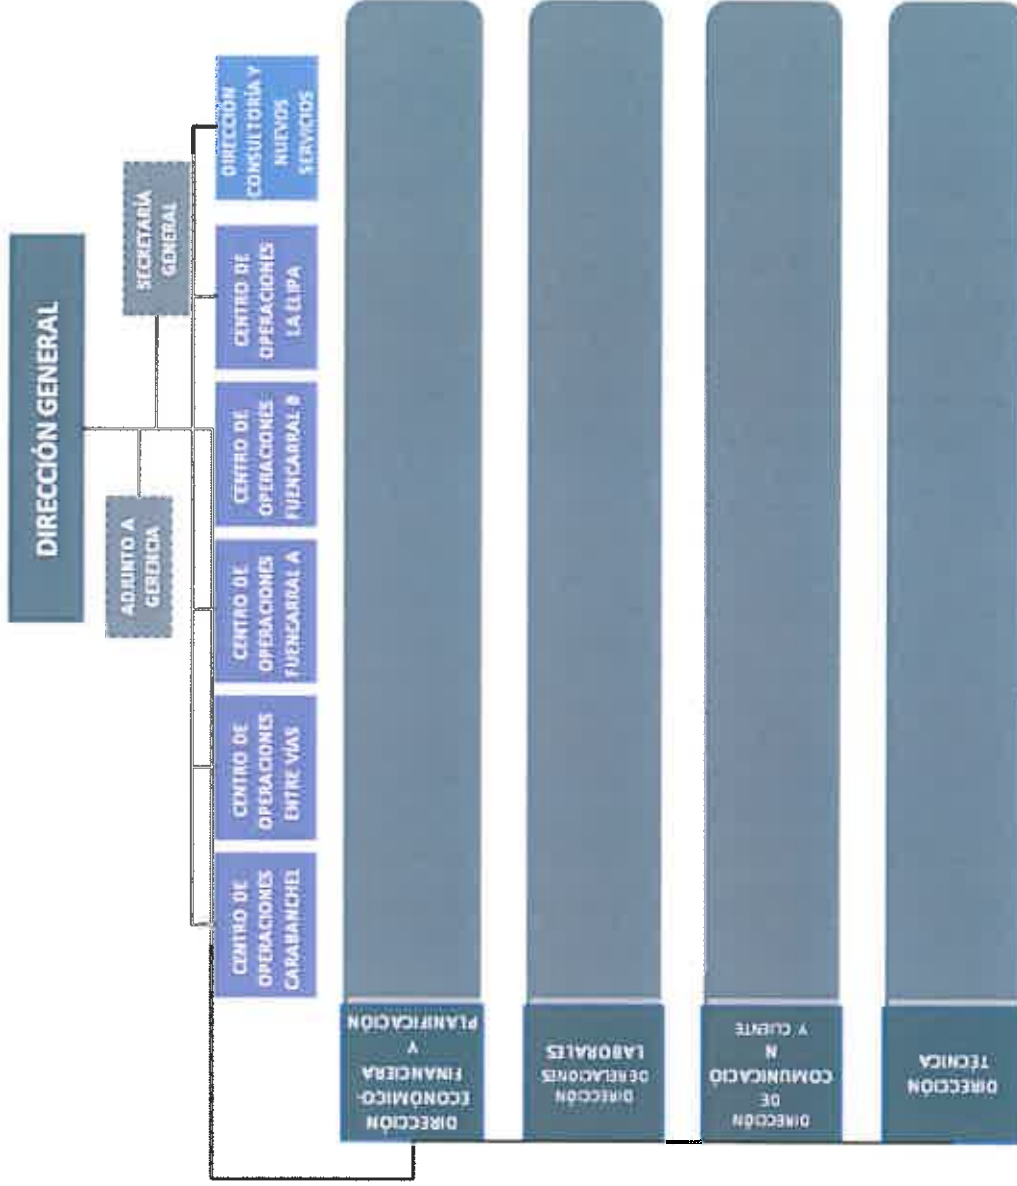 DIRECCIÓN GENERAL
ADJUNTO A
GERENCIA
SECRETARÍA
GENERAL
CENTRO DE
OPERACIONES
CARABANCHEL
CENTRO DE
OPERACIONES
ENTRE VÍAS
CENTRO DE
OPERACIONES
FUENCARRAL A
CENTRO DE
OPERACIONES
FUENCARRAL B
CENTRO DE
OPERACIONES
LA ELIPA
DIRECCIÓN
CONSULTORÍA Y
NUEVOS
SERVICIOS
DIRECCIÓN
ECONÓMICO-
FINANCIERA
Y
PLANIFICACIÓN
DIRECCIÓN
DE RELACIONES
LABORALES
DIRECCIÓN
DE
COMUNICACIÓ
N
Y CLIENTE
DIRECCIÓN
TÉCNICA